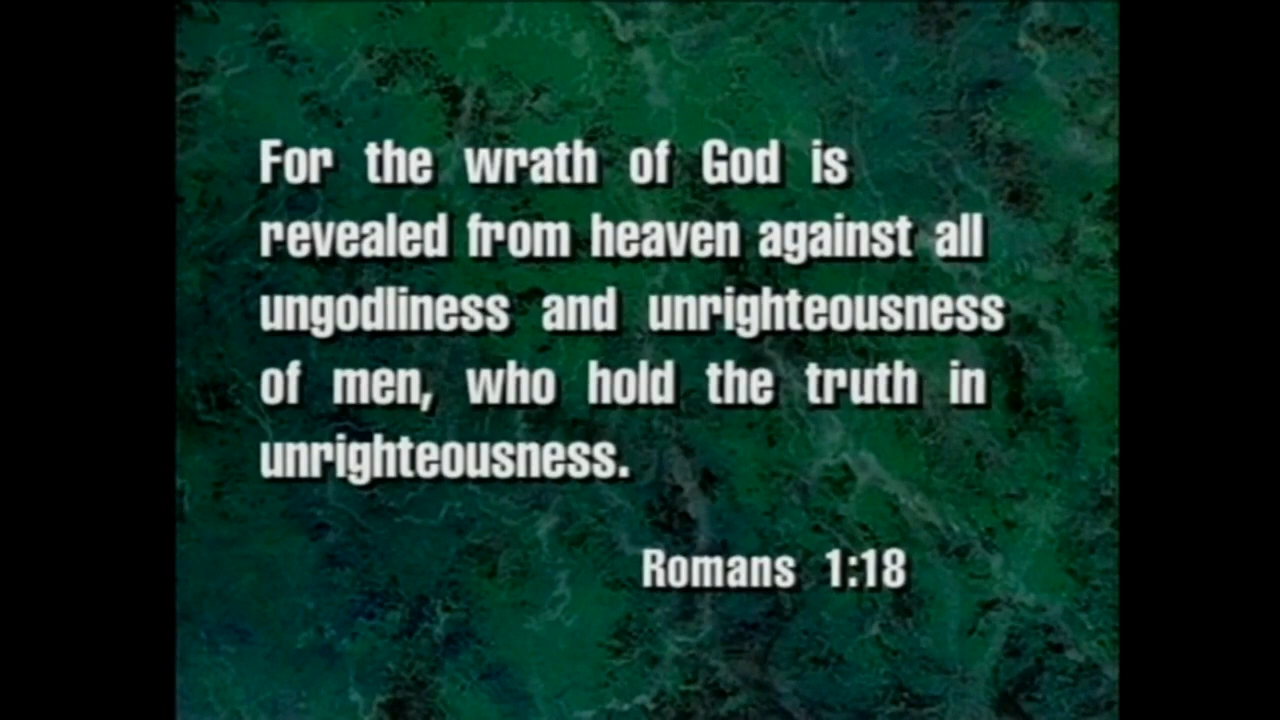 For the wrath of God is
revealed from heaven against all
ungodliness and unrighteousness
of men, who hold the truth in
unrighteousness.
Romans 1:18